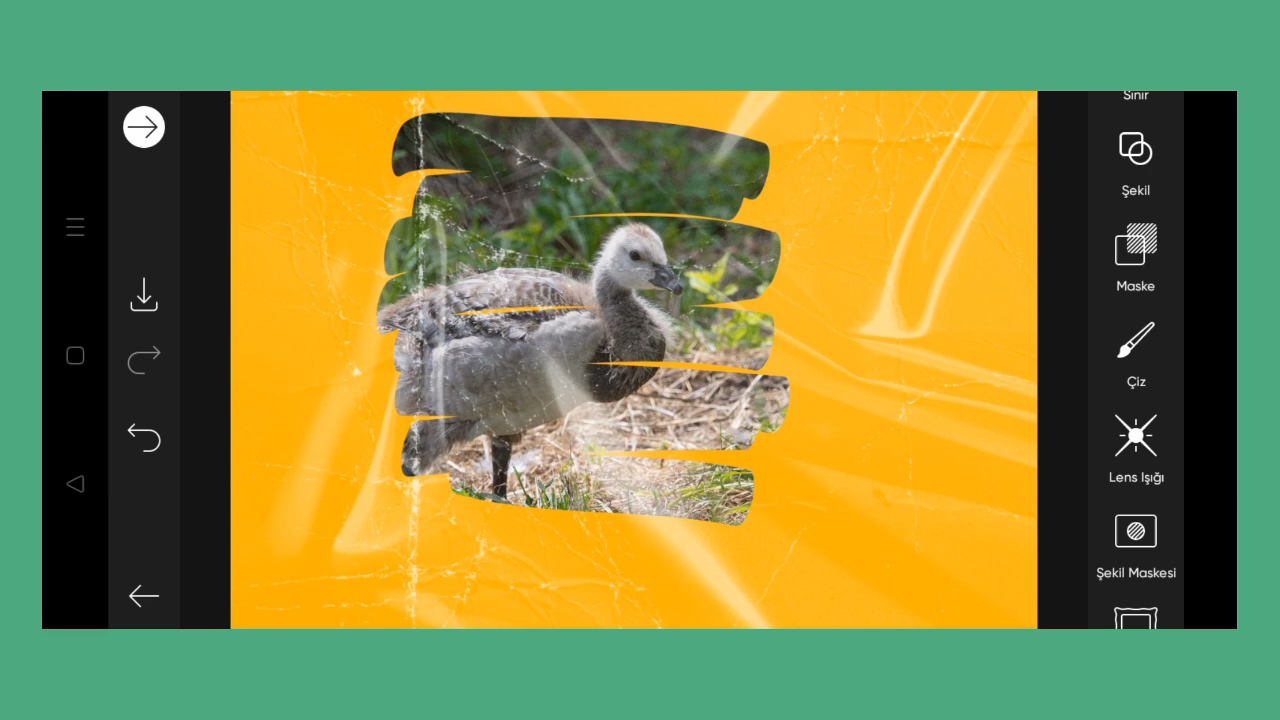 Sınır
Şekil
Maske
Çiz
Lens Işığı
Şekil Maskesi